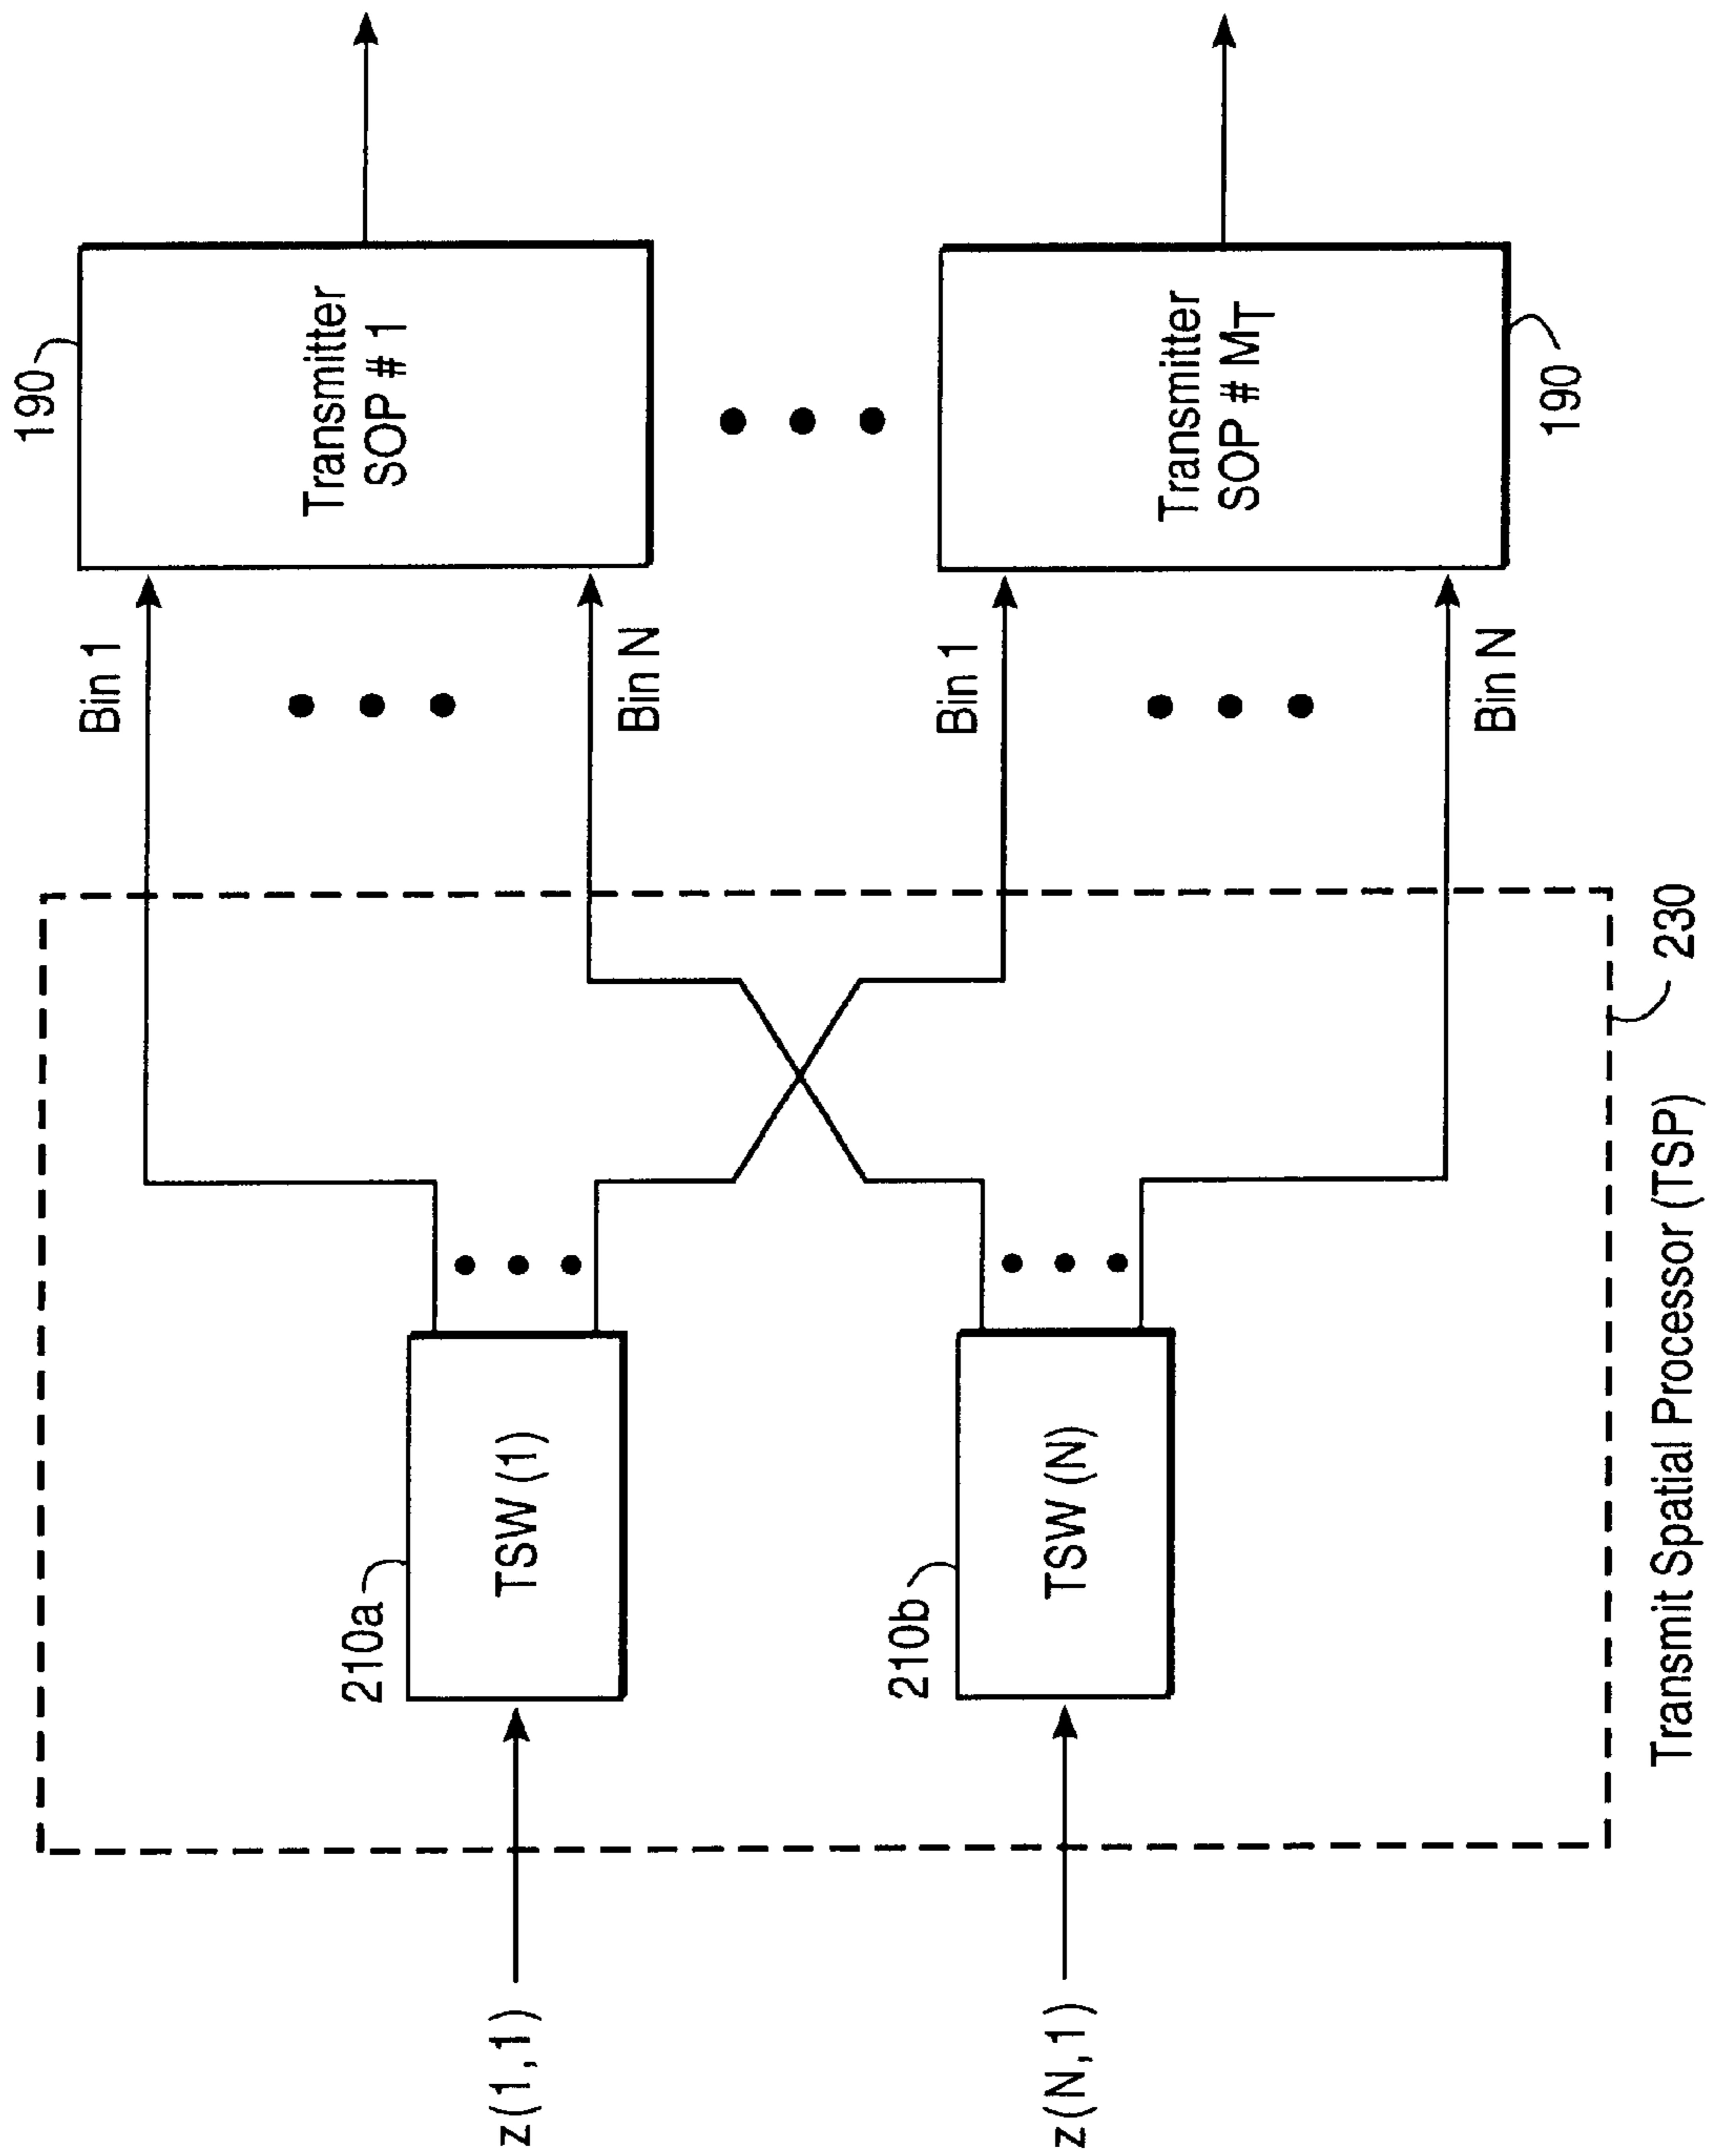 190
Transmitter
SOP # 1
Bin 1
Bin N
Transmitter
SOP # MT
190
Bin 1
Bin N
210a
TSW (1)
z(1,1)
210b
TSW (N)
z(N,1)
230
Transmit Spatial Processor (TSP)